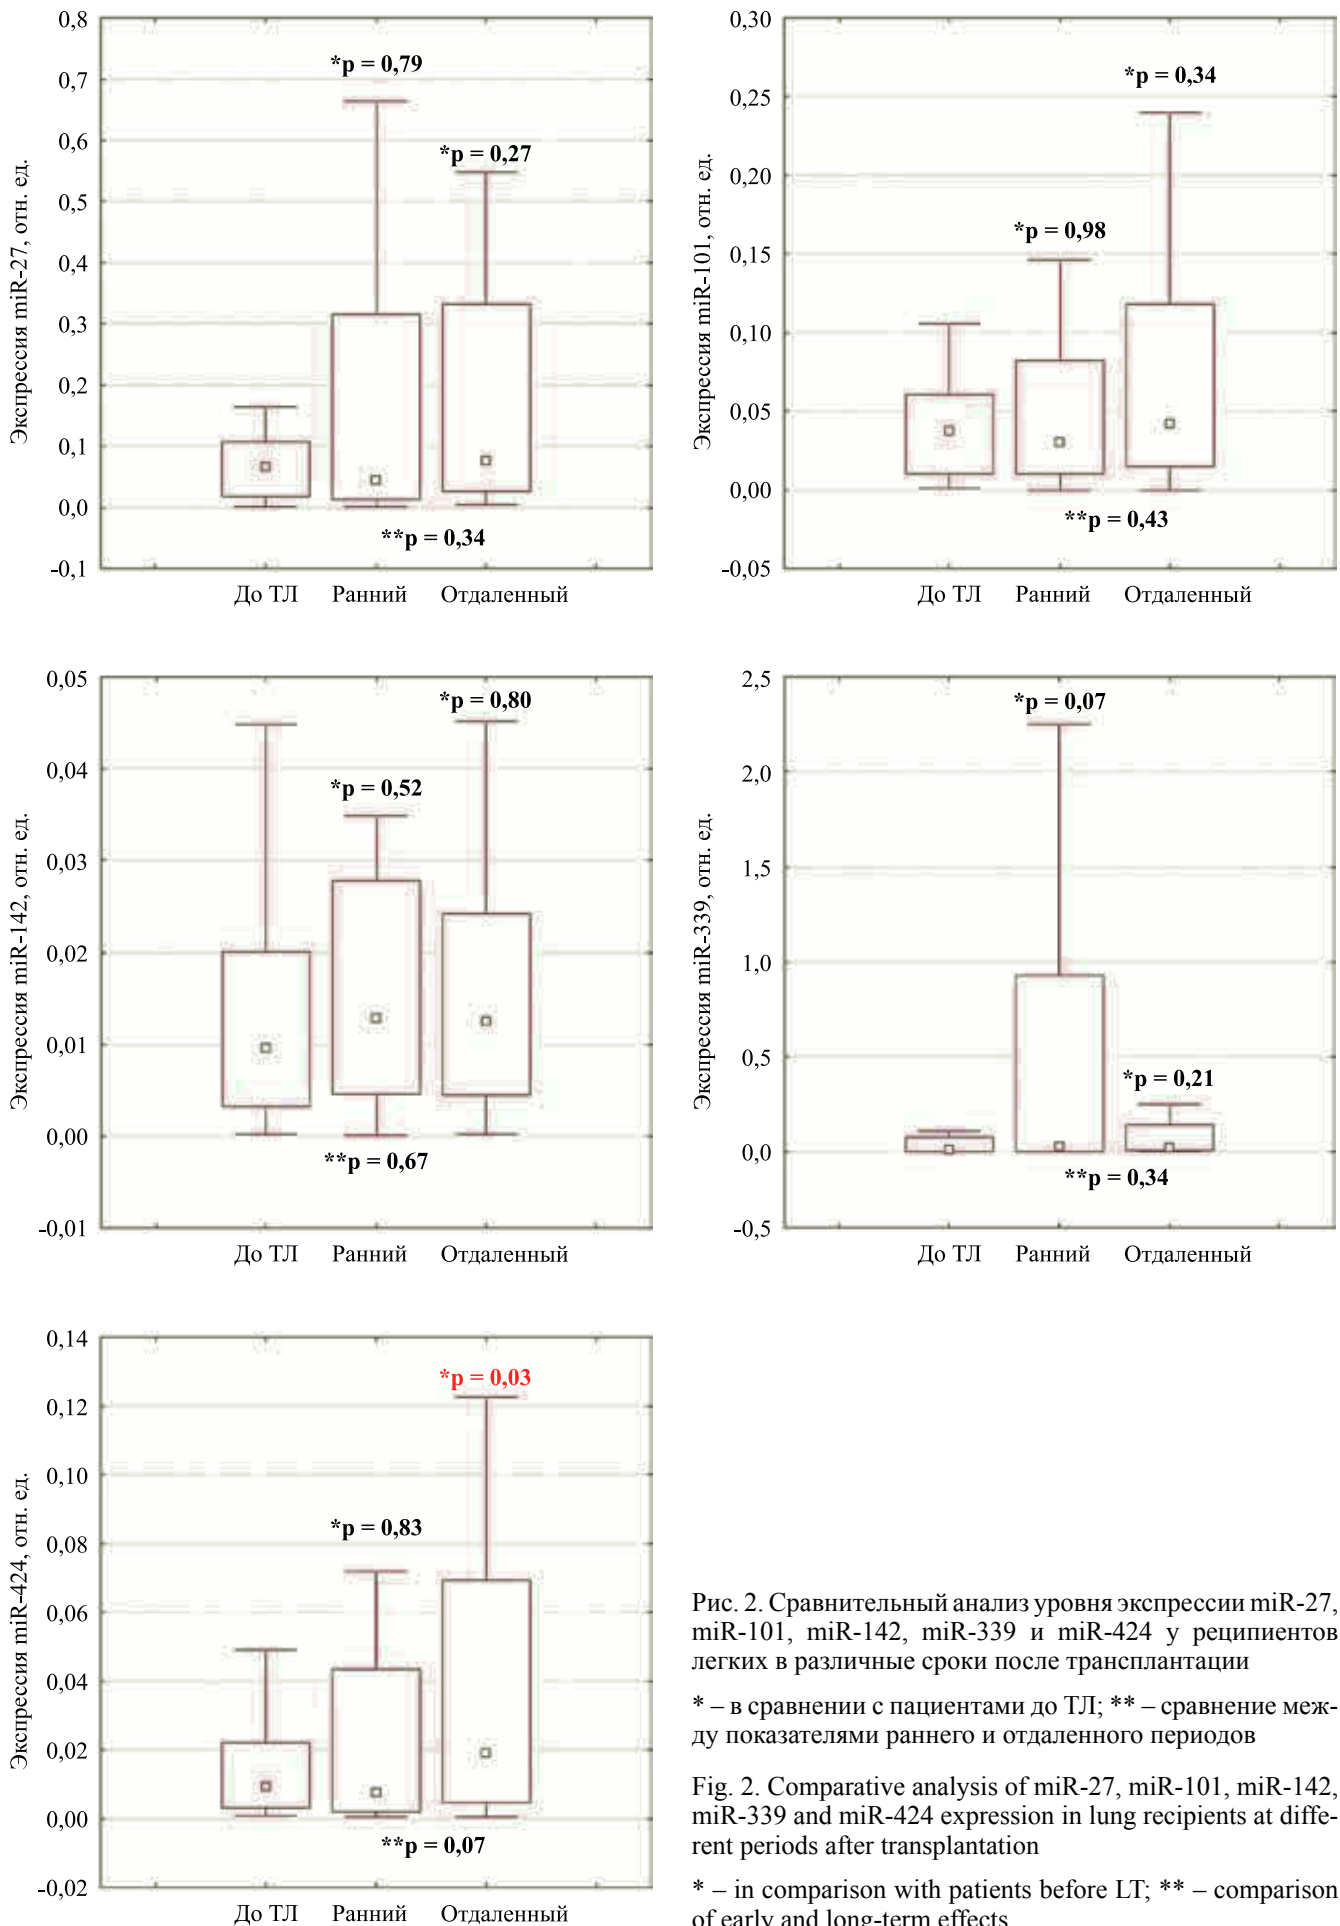 Экспрессия miR-27, отн. ед.
0,8
0,7
0,6
0,5
0,4
0,3
0,2
0,1
0,0
-0,1
*p = 0,79
*p = 0,27
**p = 0,34
До ТЛ Ранний Отдаленный
Экспрессия miR-101, отн. ед.
0,30
0,25
0,20
0,15
0,10
0,05
0,00
-0,05
*p = 0,34
*p = 0,98
**p = 0,43
До ТЛ Ранний Отдаленный
Экспрессия miR-142, отн. ед.
0,05
0,04
0,03
0,02
0,01
0,00
-0,01
*p = 0,80
*p = 0,52
**p = 0,67
До ТЛ Ранний Отдаленный
Экспрессия miR-339, отн. ед.
2,5
2,0
1,5
1,0
0,5
0,0
-0,5
*p = 0,07
*p = 0,21
**p = 0,34
До ТЛ Ранний Отдаленный
Экспрессия miR-424, отн. ед.
0,14
0,12
0,10
0,08
0,06
0,04
0,02
0,00
-0,02
*p = 0,03
*p = 0,83
**p = 0,07
До ТЛ Ранний Отдаленный
Рис. 2. Сравнительный анализ уровня экспрессии miR-27,
miR-101, miR-142, miR-339 и miR-424 у реципиентов
легких в различные сроки после трансплантации
* – в сравнении с пациентами до ТЛ; ** – сравнение меж-
ду показателями раннего и отдаленного периодов
Fig. 2. Comparative analysis of miR-27, miR-101, miR-142,
miR-339 and miR-424 expression in lung recipients at diffe-
rent periods after transplantation
* – in comparison with patients before LT; ** – comparison
of early and long-term effects